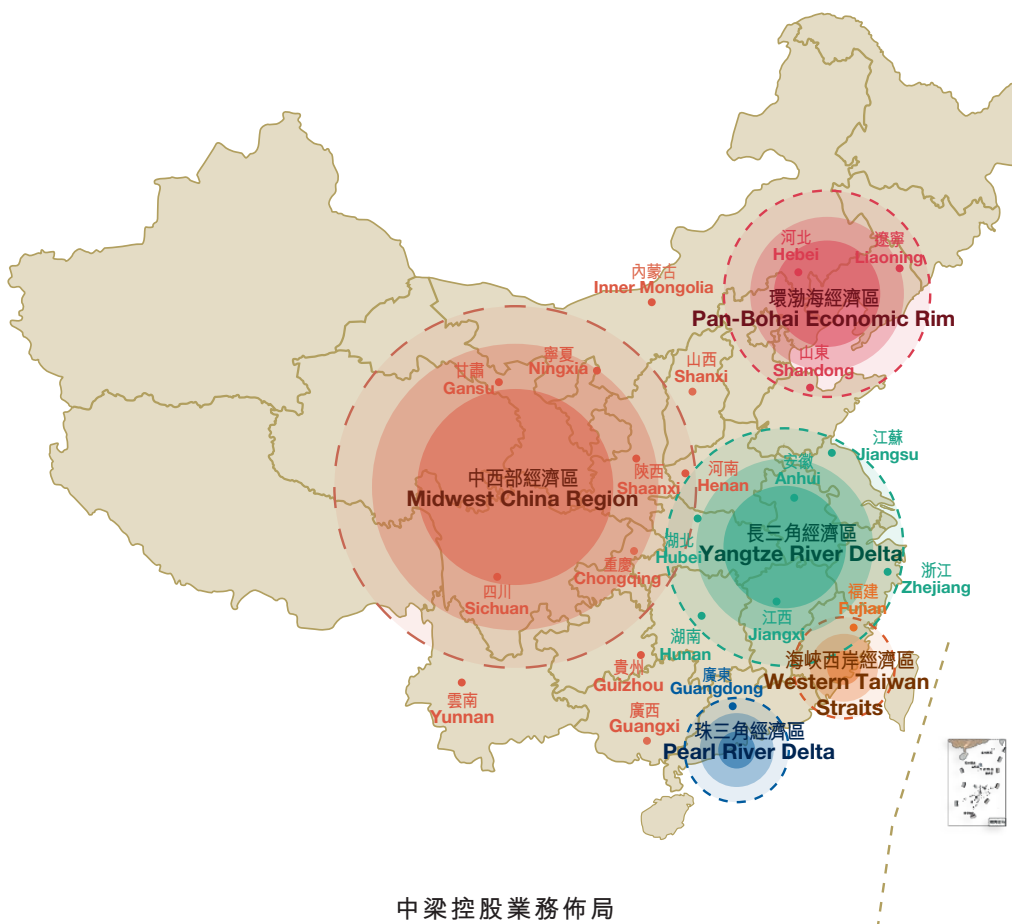 河北
Hebei
遼寧
Liaoning
內蒙古
Inner Mongolia
環渤海經濟區
Pan-Bohai Economic Rim
寧夏
Ningxia
甘肅
Gansu
山西
Shanxi
山東
Shandong
江蘇
Jiangsu
安徽
Anhui
河南
Henan
陝西
Shaanxi
中西部經濟區
Midwest China Region
長三角經濟區
Yangtze River Delta
湖北
Hubei
重慶
Chongqing
四川
Sichuan
浙江
Zhejiang
福建
Fujian
江西
Jiangxi
湖南
Hunan
海峽西岸經濟區
Western Taiwan
Straits
貴州
Guizhou
廣東
Guangdong
雲南
Yunnan
廣西
Guangxi
珠三角經濟區
Pearl River Delta
中梁控股業務佈局